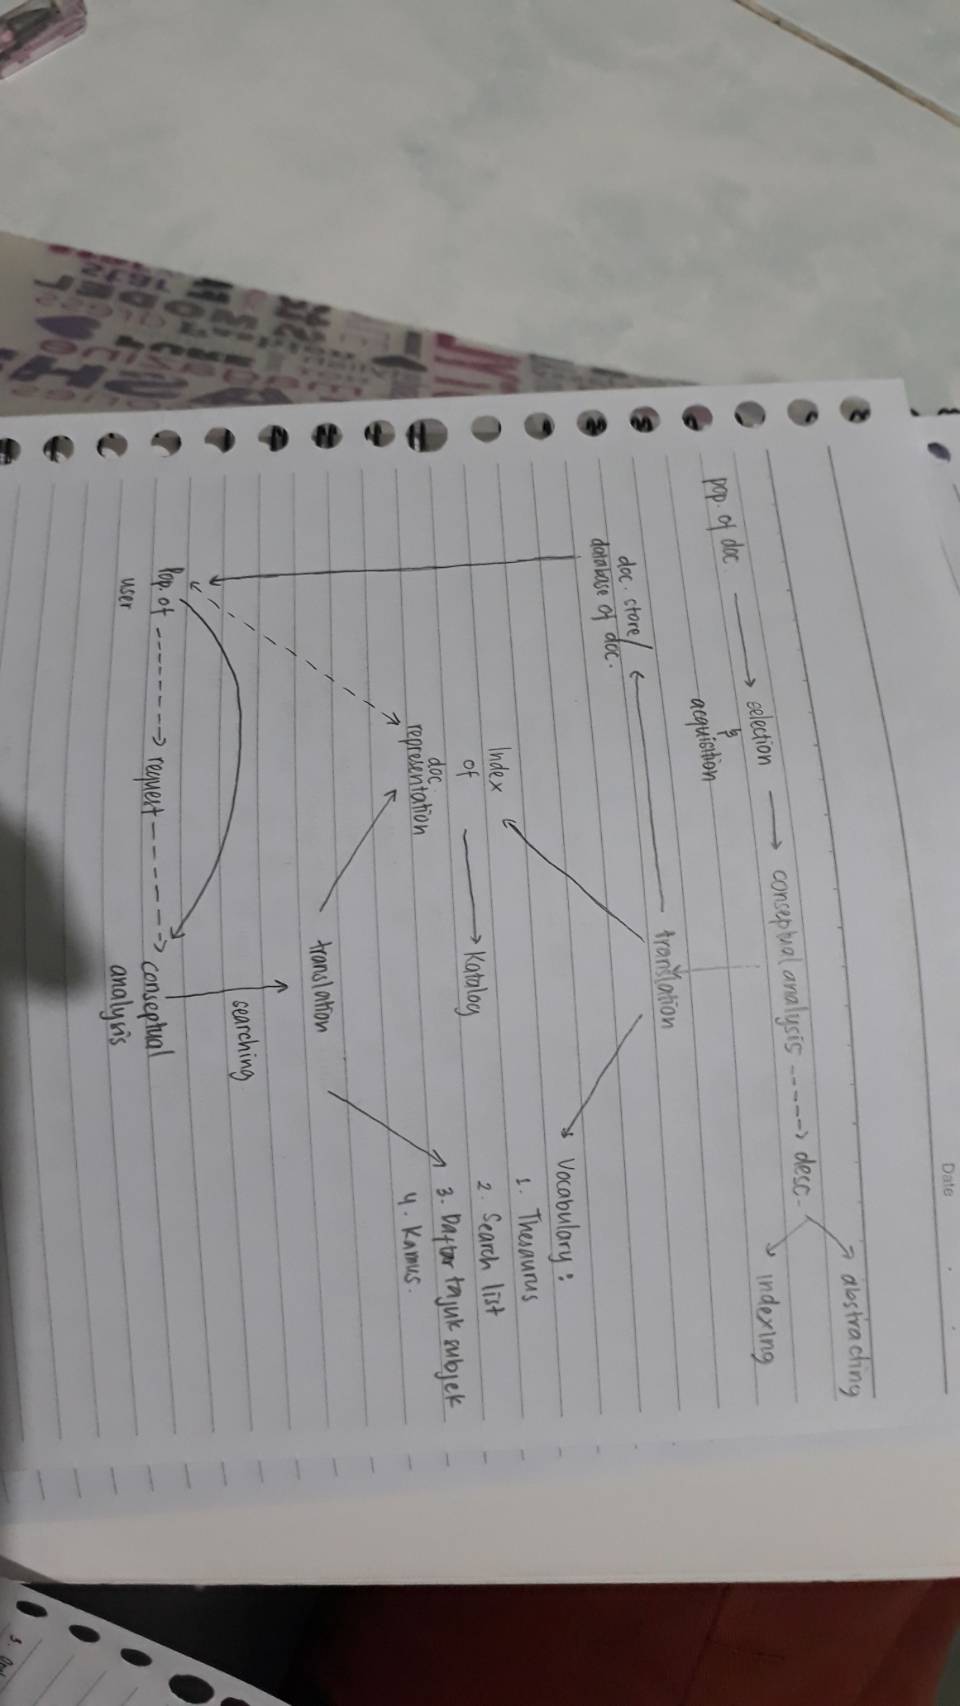 Date
abstracting
pop. of doc. → selection → conseptual analysis ----→ desc.
&
acquisition
indexing
doc. store/
database of doc.
translation
Vocabulary :
Index
of
doc.
representation
→ Katalog
1. Thesaurus
2. Search list
3. Daftar tajuk subjek
4. Kamus.
translation
searching
Pop. of -------→ request ------→ conseptual
user
analysis